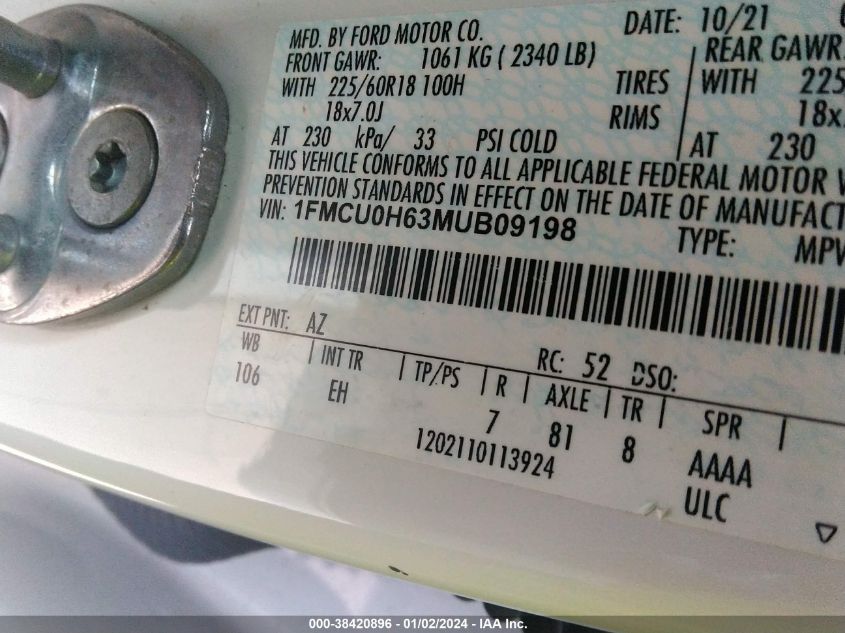 MFD. BY FORD MOTOR CO. DATE: 10/21
FRONT GAWR: 1061 KG ( 2340 LB) REAR GAWR:
WITH 225/60R18 100H TIRES WITH 225
18x7.0J RIMS 18x
AT 230 kPa/ 33 PSI COLD AT 230
THIS VEHICLE CONFORMS TO ALL APPLICABLE FEDERAL MOTOR
PREVENTION STANDARDS IN EFFECT ON THE DATE OF
VIN: 1FMCU0H63MUB09198 TYPE: MPV
EXT PNT: AZ RC: 52 DSO:
WB INT TR TP/PS R AXLE TR SPR
106 EH 7 81 8 AAAA
1202110113924 ULC
000-38420896 - 01/02/2024 - IAA Inc.